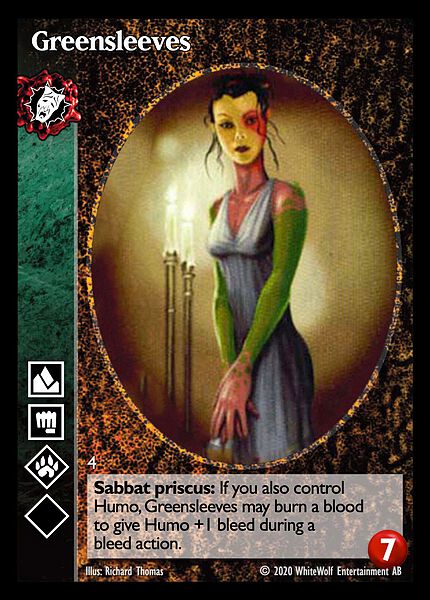 Greensleeves
4
Sabbat priscus: If you also control
Humo, Greensleeves may burn a blood
to give Humo +1 bleed during a
bleed action.
7
Illus: Richard Thomas
© 2020 WhiteWolf Entertainment AB